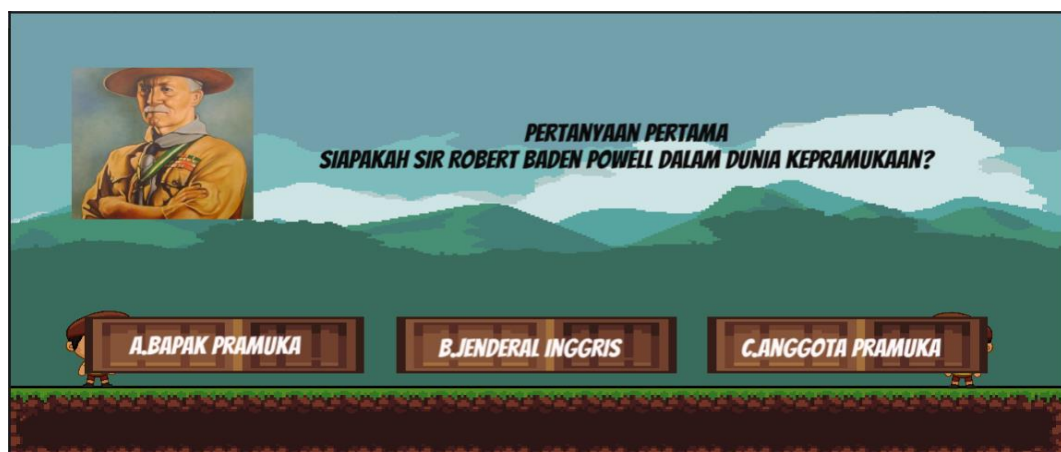 PERTANYAAN PERTAMA
SIAPAKAH SIR ROBERT BADEN POWELL DALAM DUNIA KEPRAMUKAAN?
A.BAPAK PRAMUKA
B.JENDERAL INGGRIS
C.ANGGOTA PRAMUKA